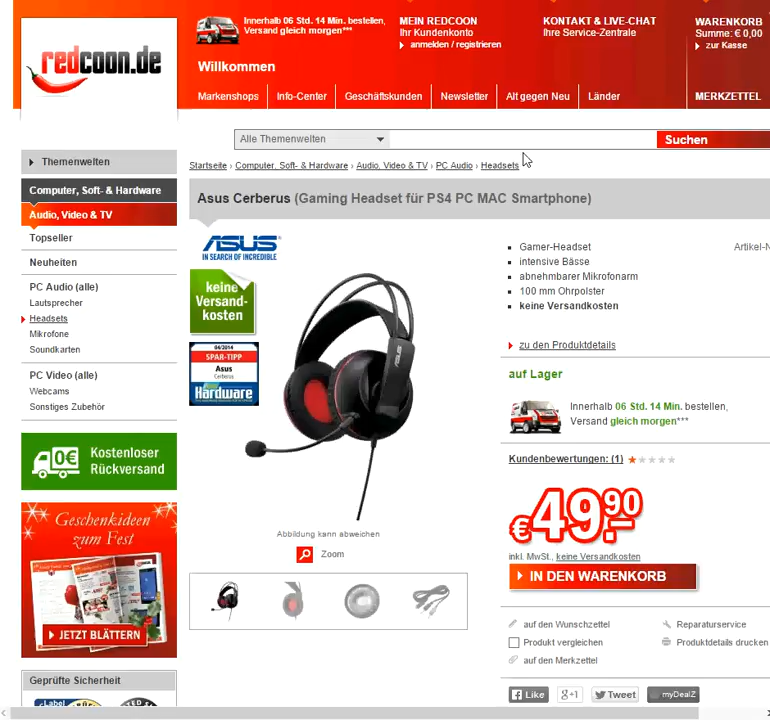 redcoon.de
Innerhalb 06 Std. 14 Min. bestellen,
Versand gleich morgen***
MEIN REDCOON
Ihr Kundenkonto
anmelden / registrieren
KONTAKT & LIVE-CHAT
Ihre Service-Zentrale
WARENKORB
Summe: € 0,00
zur Kasse
Willkommen
Markenshops
Info-Center
Geschäftskunden
Newsletter
Alt gegen Neu
Länder
MERKZETTEL
Alle Themenwelten
Suchen
Startseite › Computer, Soft- & Hardware › Audio, Video & TV › PC Audio › Headsets
Themenwelten
Computer, Soft- & Hardware
Audio, Video & TV
Topseller
Neuheiten
PC Audio (alle)
Lautsprecher
Headsets
Mikrofone
Soundkarten
PC Video (alle)
Webcams
Sonstiges Zubehör
Kostenloser
Rückversand
0€
Geschenkideen
zum Fest
JETZT BLÄTTERN
Geprüfte Sicherheit
Label
Asus Cerberus (Gaming Headset für PS4 PC MAC Smartphone)
ASUS
IN SEARCH OF INCREDIBLE
keine
Versand-
kosten
04/2014
SPAR-TIPP
Asus
Cerberus
Hardware
ASUS
Abbildung kann abweichen
Zoom
Gamer-Headset
Artikel-N
intensive Bässe
abnehmbarer Mikrofonarm
100 mm Ohrpolster
keine Versandkosten
zu den Produktdetails
auf Lager
Innerhalb 06 Std. 14 Min. bestellen,
Versand gleich morgen***
Kundenbewertungen: (1)
€49,90
inkl. MwSt., keine Versandkosten
IN DEN WARENKORB
auf den Wunschzettel
Reparaturservice
Produkt vergleichen
Produktdetails drucken
auf den Merkzettel
Like
g+1
Tweet
myDealZ